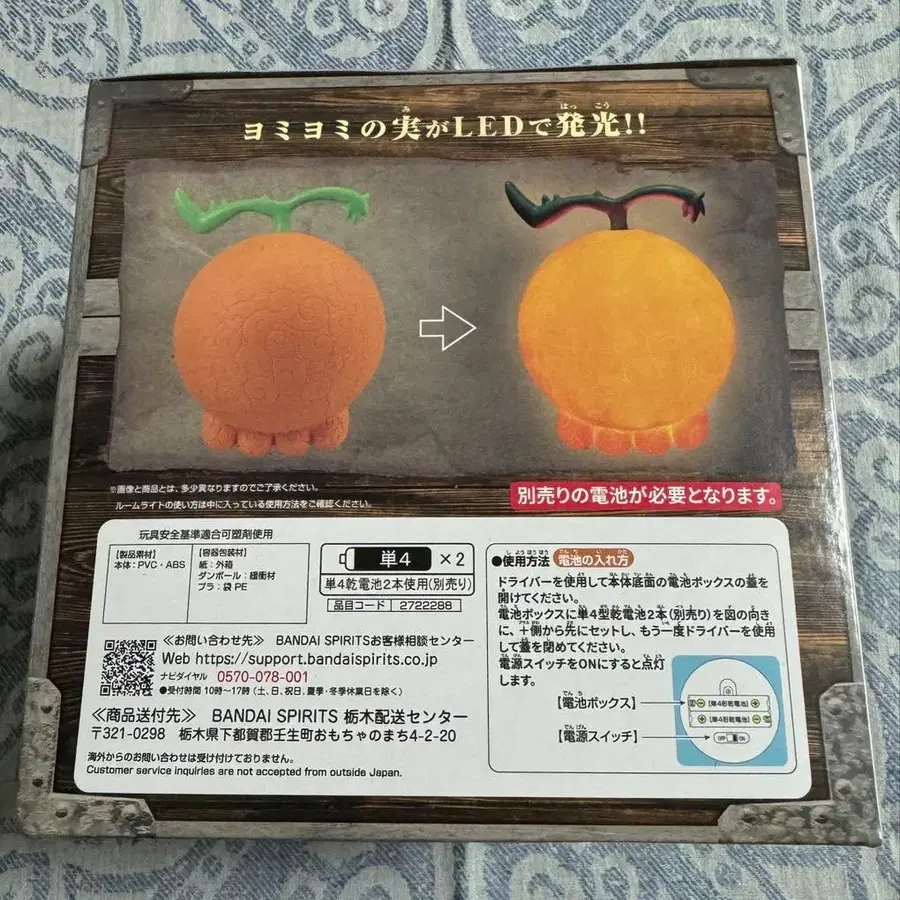 ヨミヨミの実がLEDで発光!!
※画像と商品とは、多少異なりますのでご了承ください。
ルームライトの使い方は中に入っている使用方法をご確認ください。
別売りの電池が必要となります。
玩具安全基準適合可塑剤使用
【製品素材】
本体:PVC・ABS
【容器包装材】
紙:外箱
ダンボール:緩衝材
プラ:袋 PE
単4 ×2
単4乾電池2本使用(別売り)
品目コード 2722288
≪お問い合わせ先≫ BANDAI SPIRITSお客様相談センター
Web https://support.bandaispirits.co.jp
ナビダイヤル 0570-078-001
●受付時間 10時〜17時(土、日、祝日、夏季・冬季休業日を除く)
≪商品送付先≫ BANDAI SPIRITS 栃木配送センター
〒321-0298 栃木県下都賀郡壬生町おもちゃのまち4-2-20
海外からのお問い合わせは受け付けておりません。
Customer service inquiries are not accepted from outside Japan.
●使用方法 電池の入れ方
ドライバーを使用して本体底面の電池ボックスの蓋を
開けてください。
電池ボックスに単4型乾電池2本(別売り)を図の向き
に、+側から先にセットし、もう一度ドライバーを使用
して蓋を閉めてください。
電源スイッチをONにすると点灯
します。
【電池ボックス】
【電源スイッチ】
(単4形乾電池)
(単4形乾電池)
OFF ON